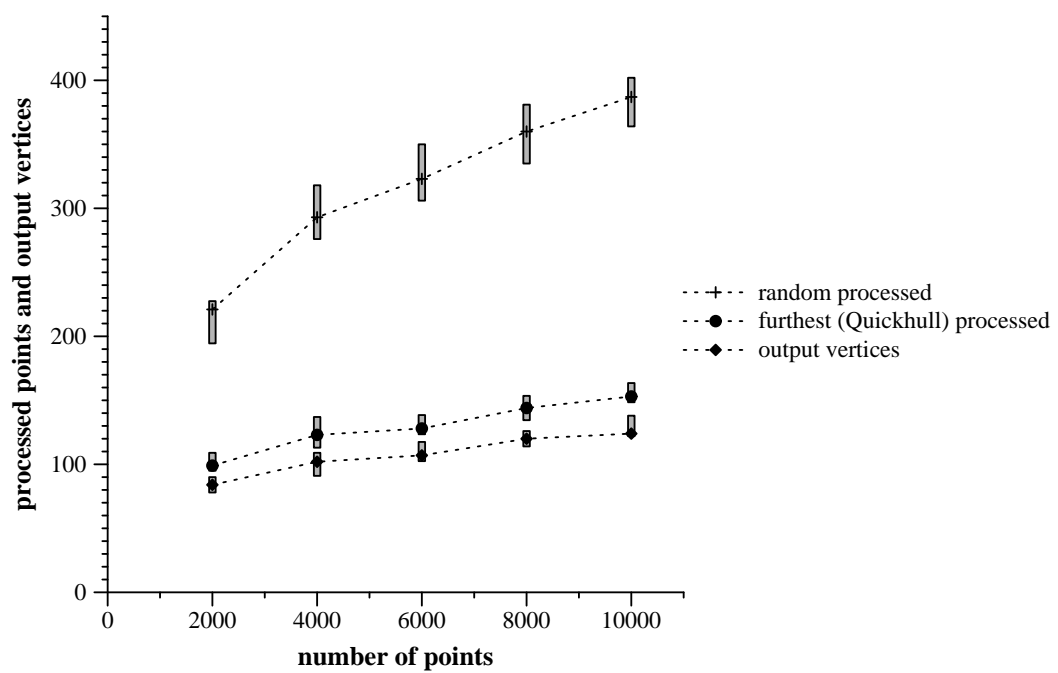 processed points and output vertices
400
300
200
100
0
0 2000 4000 6000 8000 10000
number of points
random processed
furthest (Quickhull) processed
output vertices